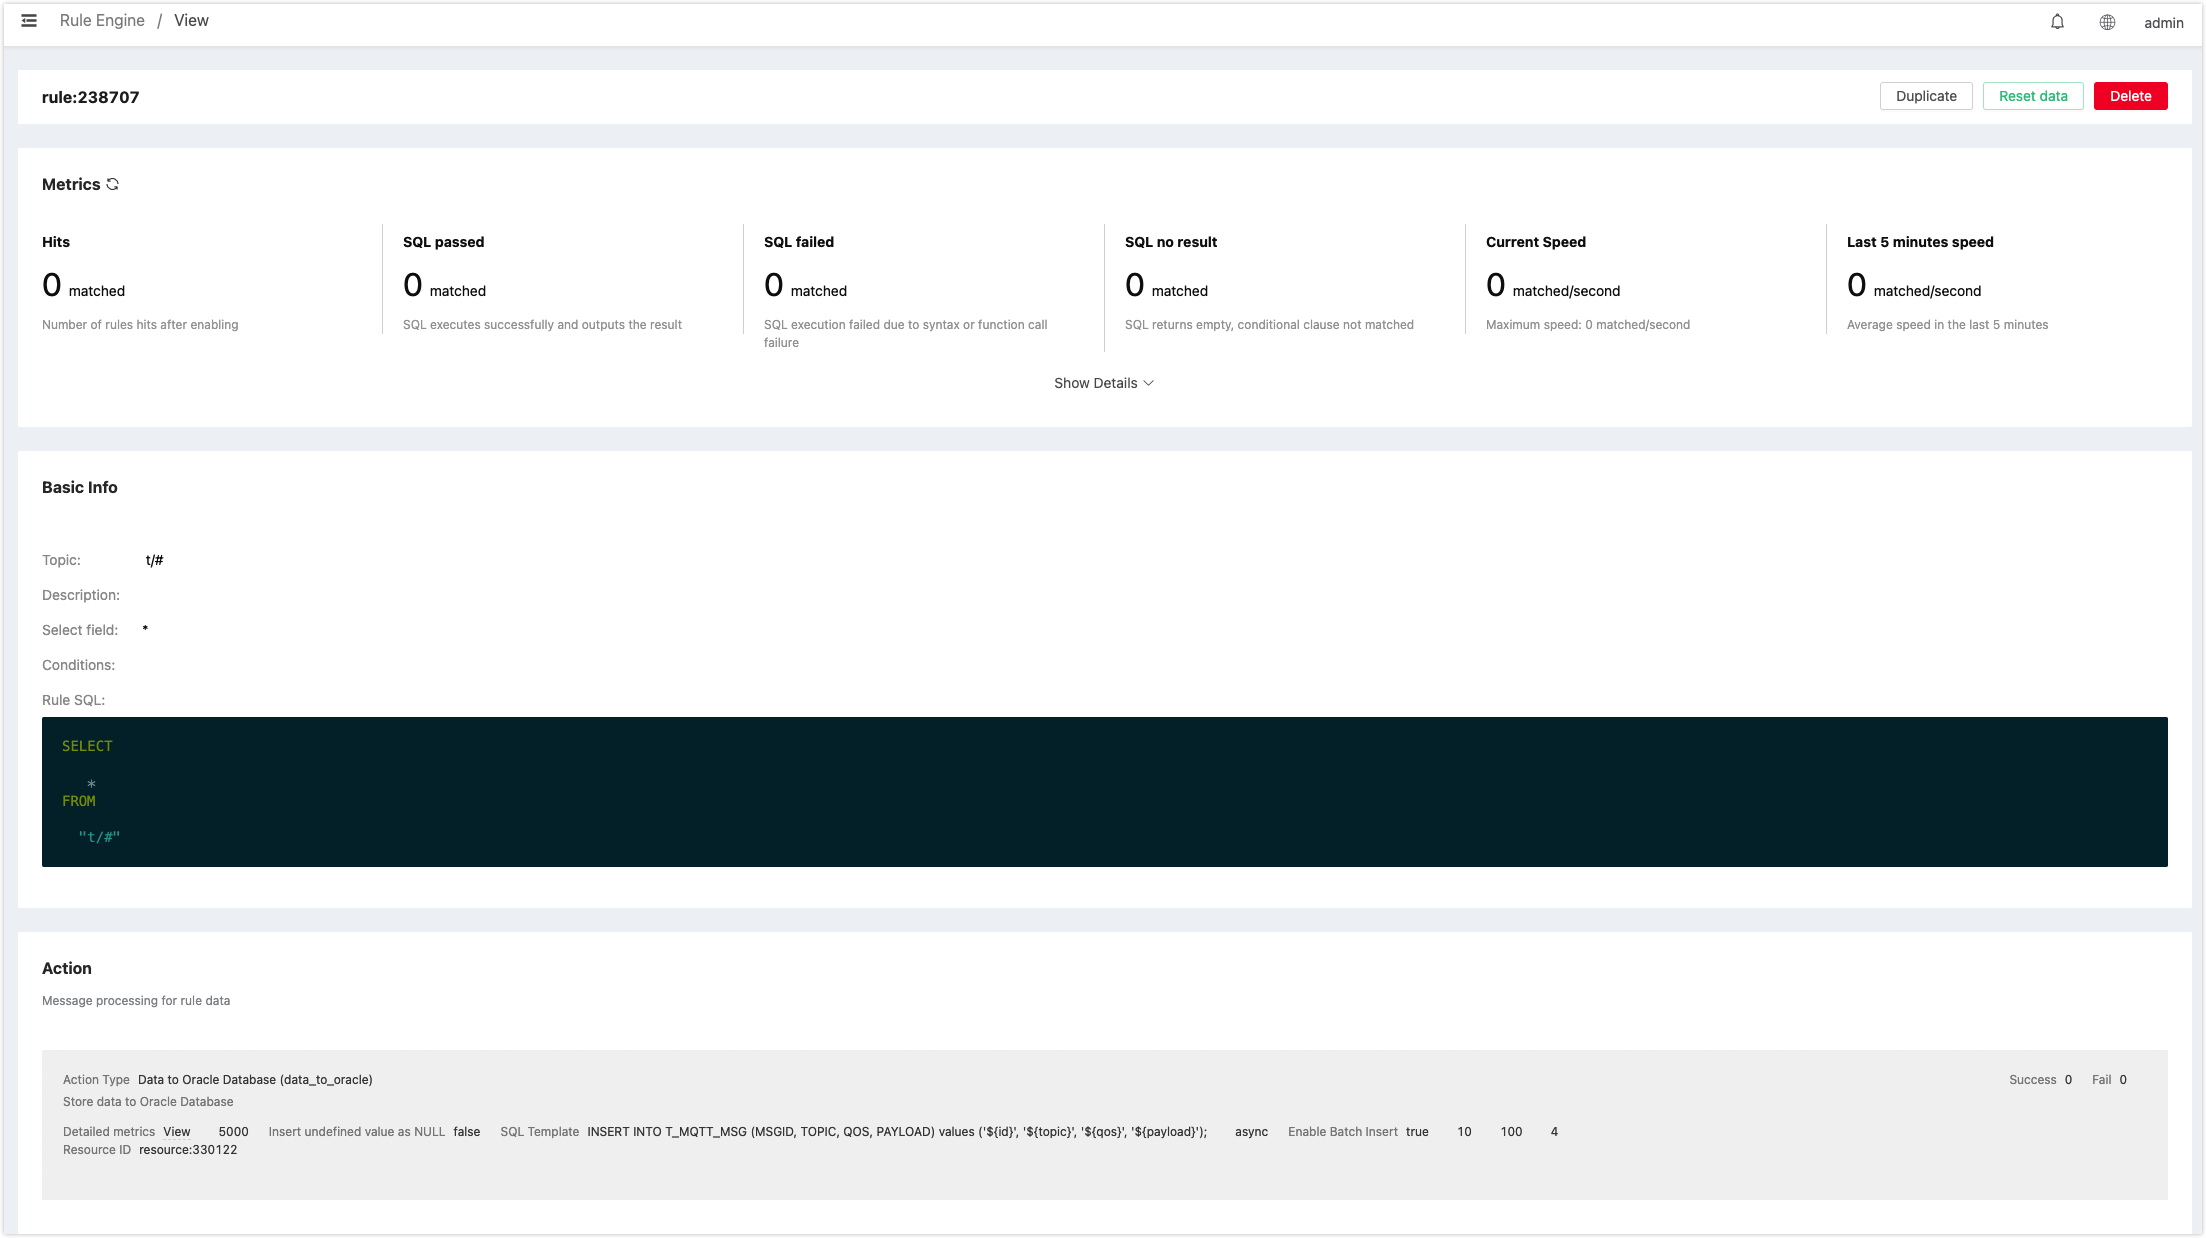 Rule Engine / View
admin
rule:238707
Duplicate
Reset data
Delete
Metrics
Hits
0 matched
Number of rules hits after enabling
SQL passed
0 matched
SQL executes successfully and outputs the result
SQL failed
0 matched
SQL execution failed due to syntax or function call
failure
SQL no result
0 matched
SQL returns empty, conditional clause not matched
Current Speed
0 matched/second
Maximum speed: 0 matched/second
Last 5 minutes speed
0 matched/second
Average speed in the last 5 minutes
Show Details
Basic Info
Topic: t/#
Description:
Select field: *
Conditions:
Rule SQL:
SELECT
*
FROM
"t/#"
Action
Message processing for rule data
Action Type Data to Oracle Database (data_to_oracle)
Success 0 Fail 0
Store data to Oracle Database
Detailed metrics View 5000 Insert undefined value as NULL false SQL Template INSERT INTO T_MQTT_MSG (MSGID, TOPIC, QOS, PAYLOAD) values ('${id}', '${topic}', '${qos}', '${payload}'); async Enable Batch Insert true 10 100 4
Resource ID resource:330122